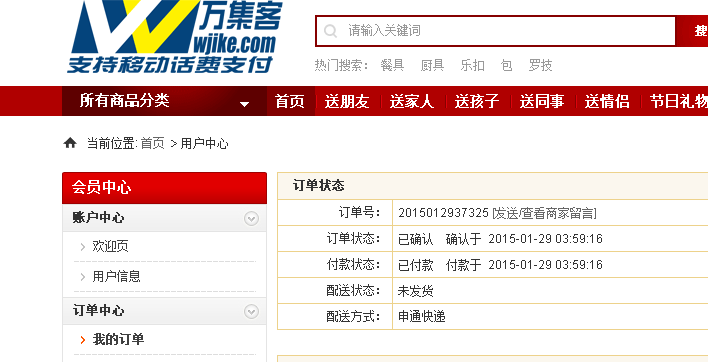 万集客
wjike.com
支持移动话费支付
请输入关键词
搜
热门搜索： 餐具 厨具 乐扣 包 罗技
所有商品分类 首页 送朋友 送家人 送孩子 送同事 送情侣 节日礼物
当前位置: 首页 > 用户中心
会员中心
账户中心
欢迎页
用户信息
订单中心
我的订单
订单状态
订单号： 2015012937325 [发送/查看商家留言]
订单状态： 已确认 确认于 2015-01-29 03:59:16
付款状态： 已付款 付款于 2015-01-29 03:59:16
配送状态： 未发货
配送方式： 申通快递